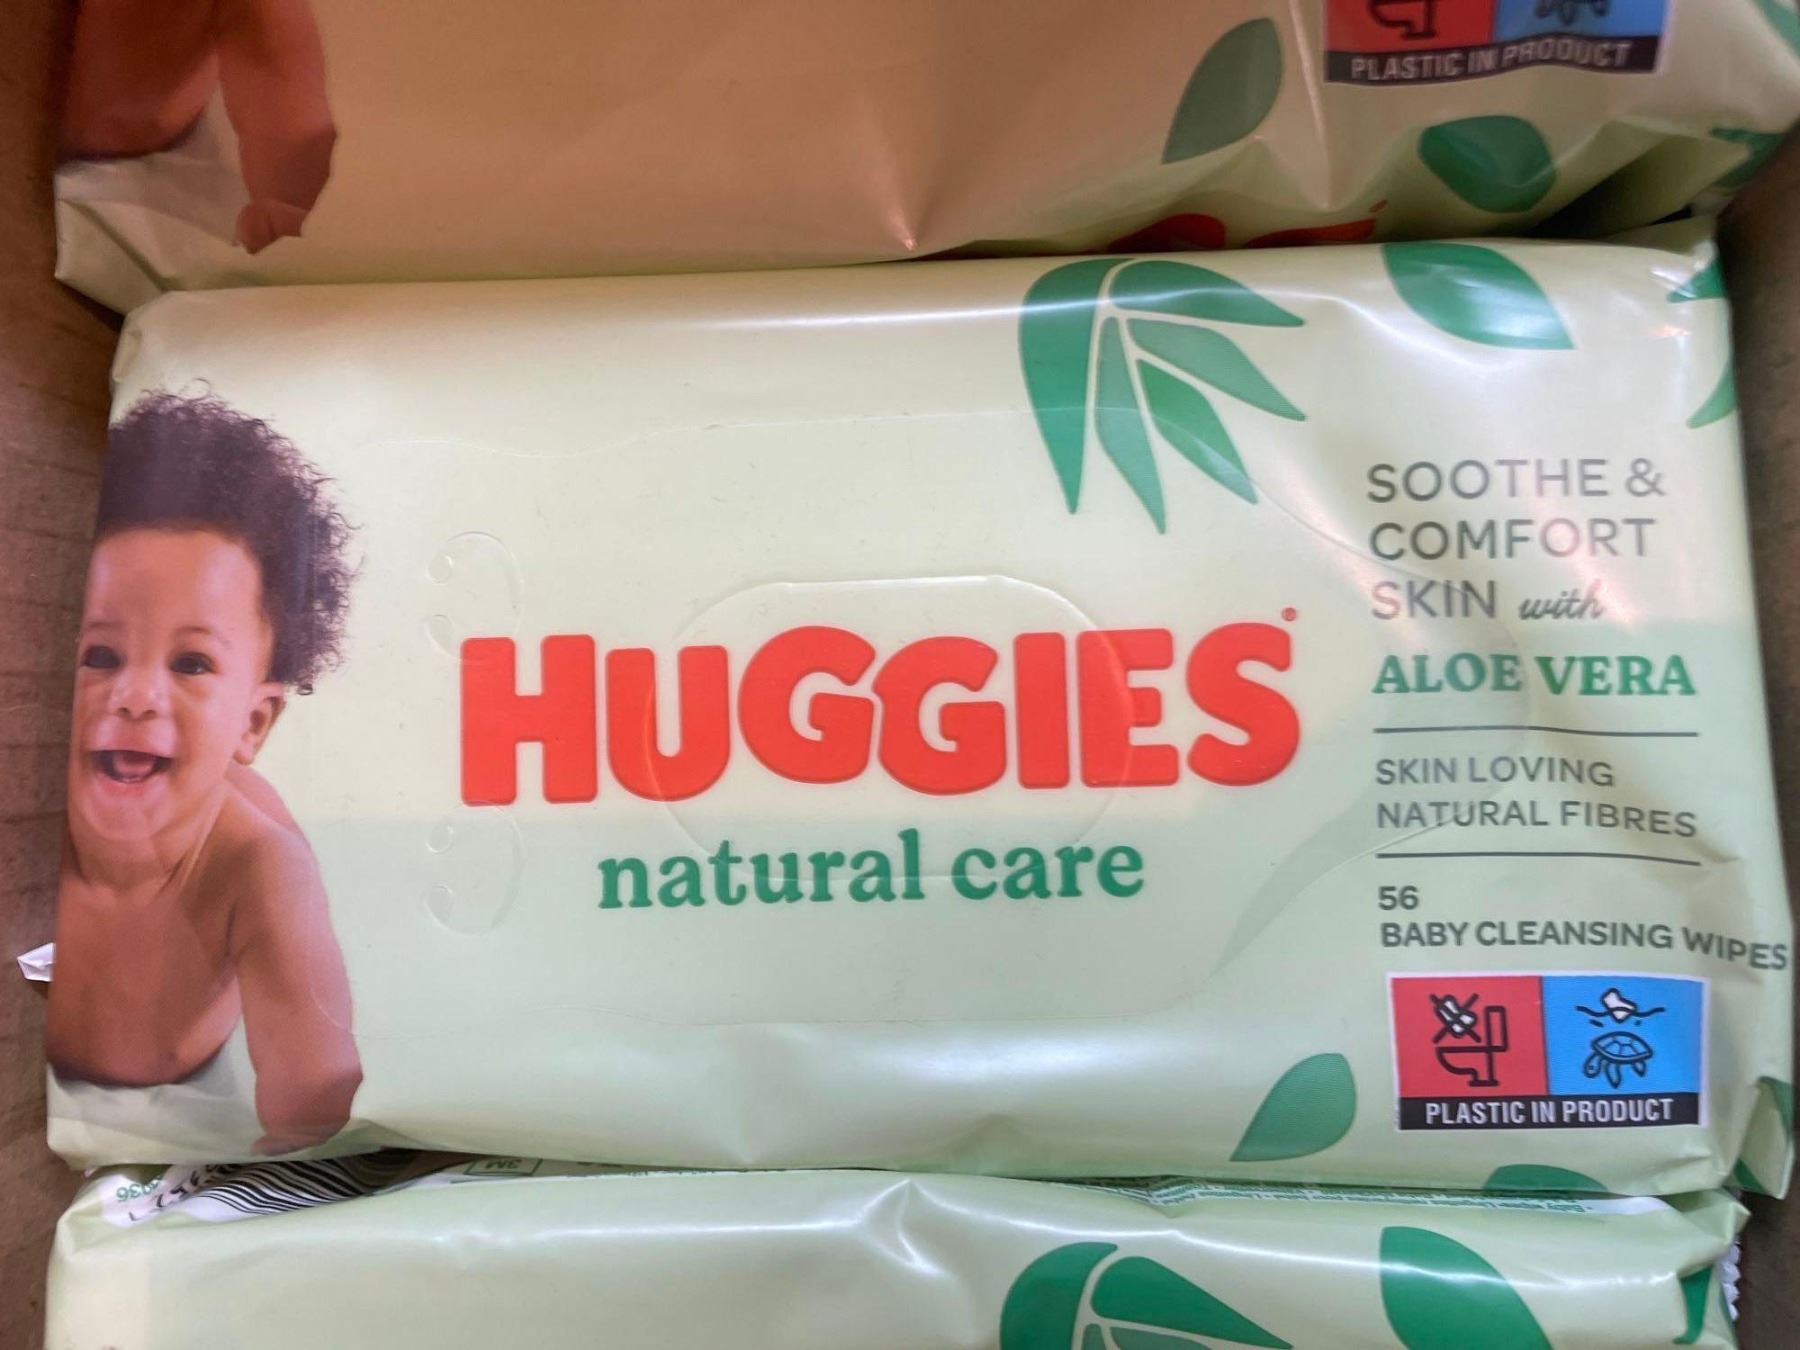 PLASTIC IN PRODUCT
SOOTHE &
COMFORT
SKIN with
ALOE VERA
HUGGIES®
natural care
SKIN LOVING
NATURAL FIBRES
56
BABY CLEANSING WIPES
PLASTIC IN PRODUCT
3M